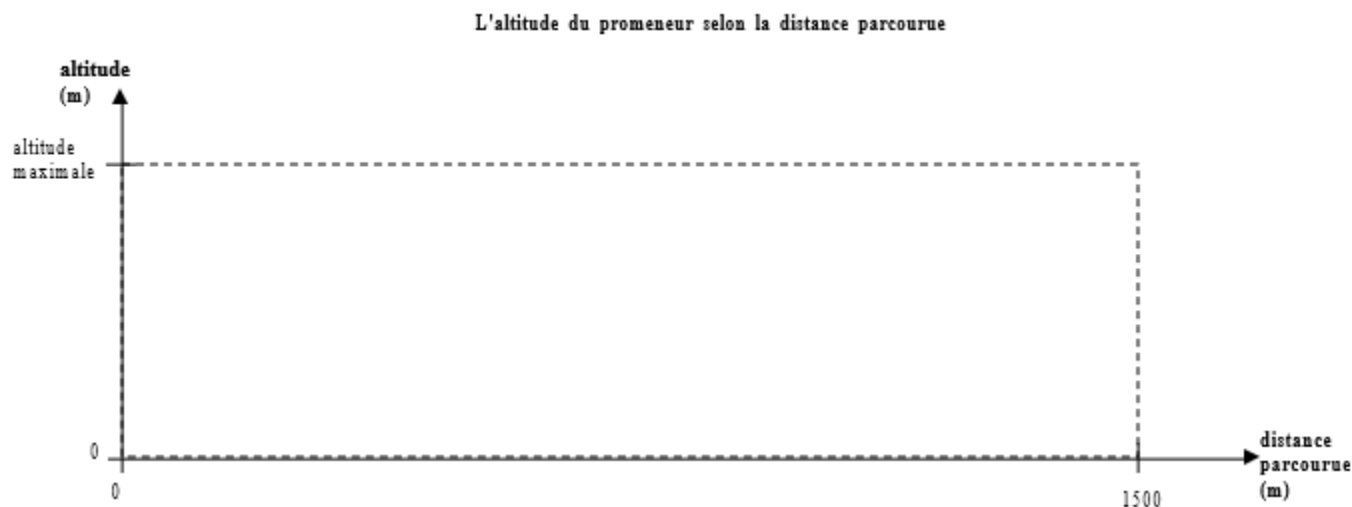 L'altitude du promeneur selon la distance parcourue
altitude
(m)
altitude
maximale
0
0
1500
distance
parcourue
(m)